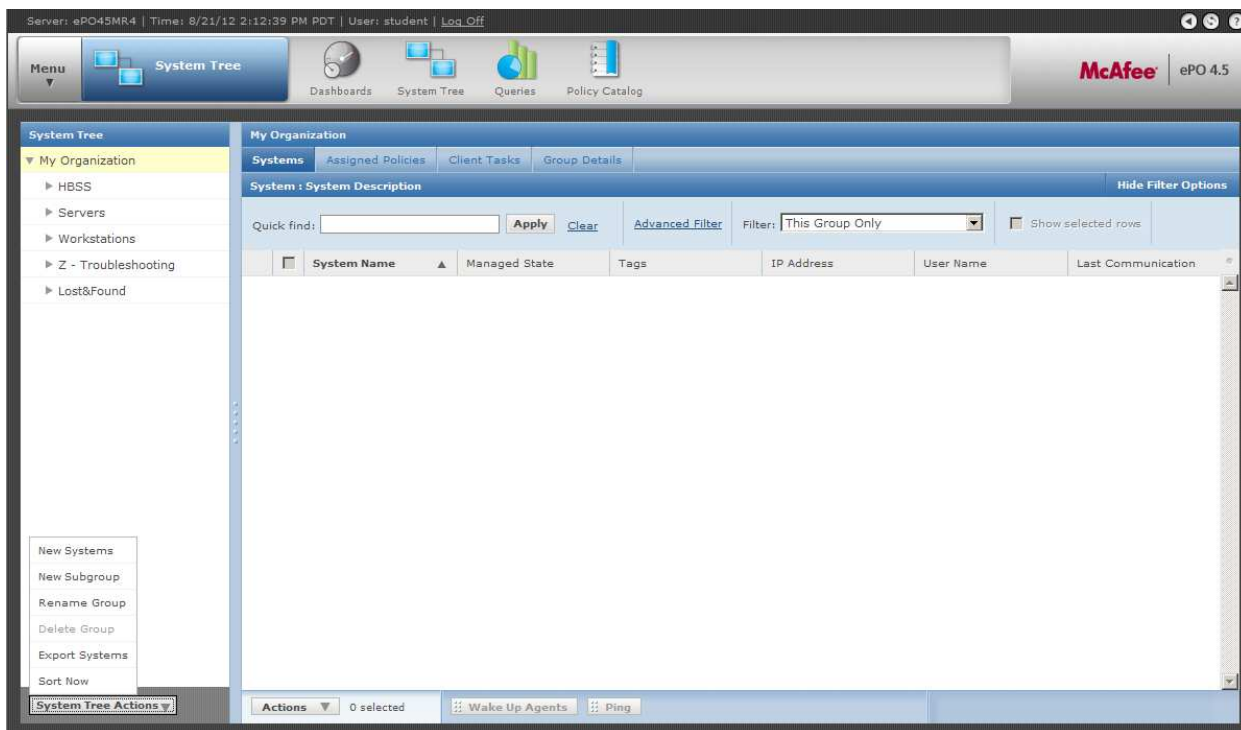 Server: ePO45MR4 | Time: 8/21/12 2:12:39 PM PDT | User: student | Log Off
Menu
System Tree
Dashboards
System Tree
Queries
Policy Catalog
McAfee
ePO 4.5
System Tree
My Organization
HBSS
Servers
Workstations
Z - Troubleshooting
Lost&Found
My Organization
Systems Assigned Policies Client Tasks Group Details
System : System Description Hide Filter Options
Quick find: Apply Clear Advanced Filter Filter: This Group Only Show selected rows
System Name Managed State Tags IP Address User Name Last Communication
New Systems
New Subgroup
Rename Group
Delete Group
Export Systems
Sort Now
System Tree Actions
Actions 0 selected Wake Up Agents Ping